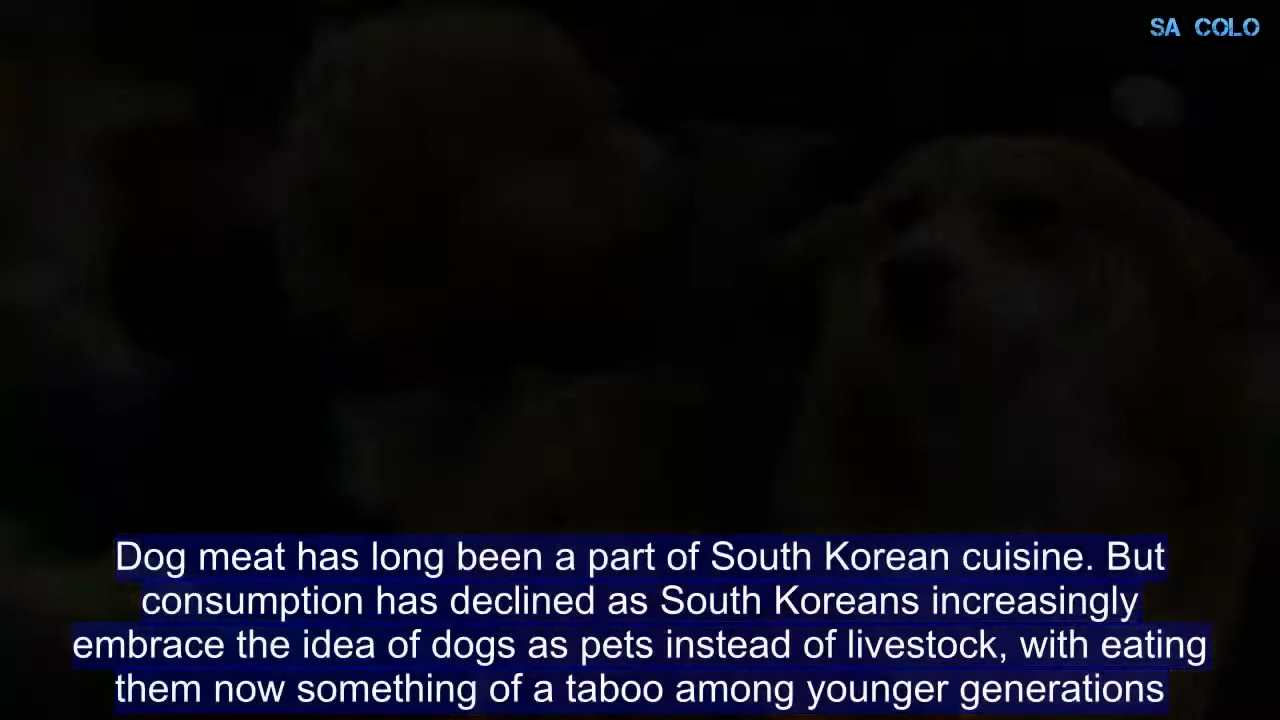 SA COLO
Dog meat has long been a part of South Korean cuisine. But
consumption has declined as South Koreans increasingly
embrace the idea of dogs as pets instead of livestock, with eating
them now something of a taboo among younger generations